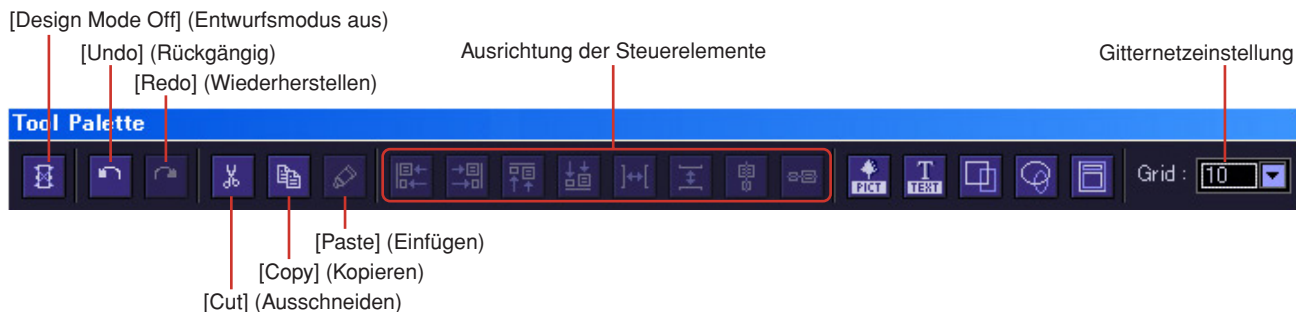 [Design Mode Off] (Entwurfsmodus aus)
[Undo] (Rückgängig)
Ausrichtung der Steuerelemente
Gitternetzeinstellung
[Redo] (Wiederherstellen)
Tool Palette
PICT
T
TEXT
Grid :
10
[Paste] (Einfügen)
[Copy] (Kopieren)
[Cut] (Ausschneiden)